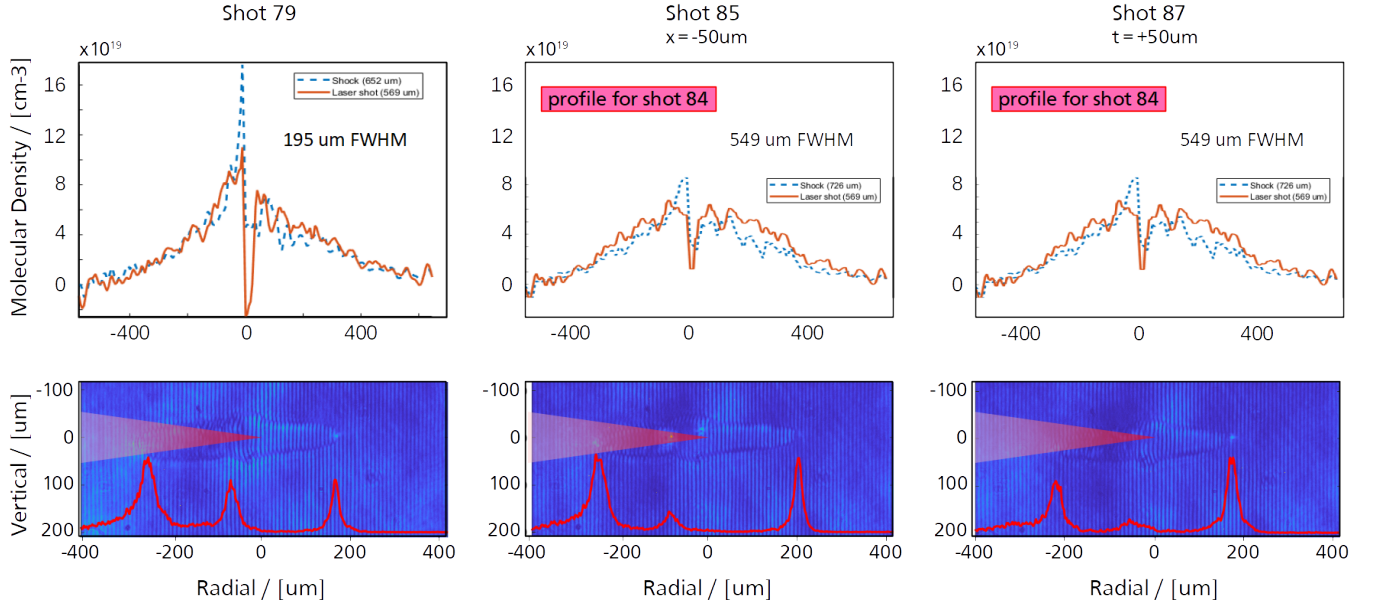 Shot 79
Shot 85
x = -50um
Shot 87
t = +50um
x10¹⁹
x10¹⁹
x10¹⁹
Molecular Density / [cm-3]
16
12
8
4
0
-400
0
400
Shock (652 um)
Laser shot (569 um)
195 um FWHM
16
12
8
4
0
-400
0
400
profile for shot 84
549 um FWHM
Shock (726 um)
Laser shot (569 um)
16
12
8
4
0
-400
0
400
profile for shot 84
549 um FWHM
Shock (726 um)
Laser shot (569 um)
Vertical / [um]
-100
0
100
200
-400
-200
0
200
400
Radial / [um]
-100
0
100
200
-400
-200
0
200
400
Radial / [um]
-100
0
100
200
-400
-200
0
200
400
Radial / [um]